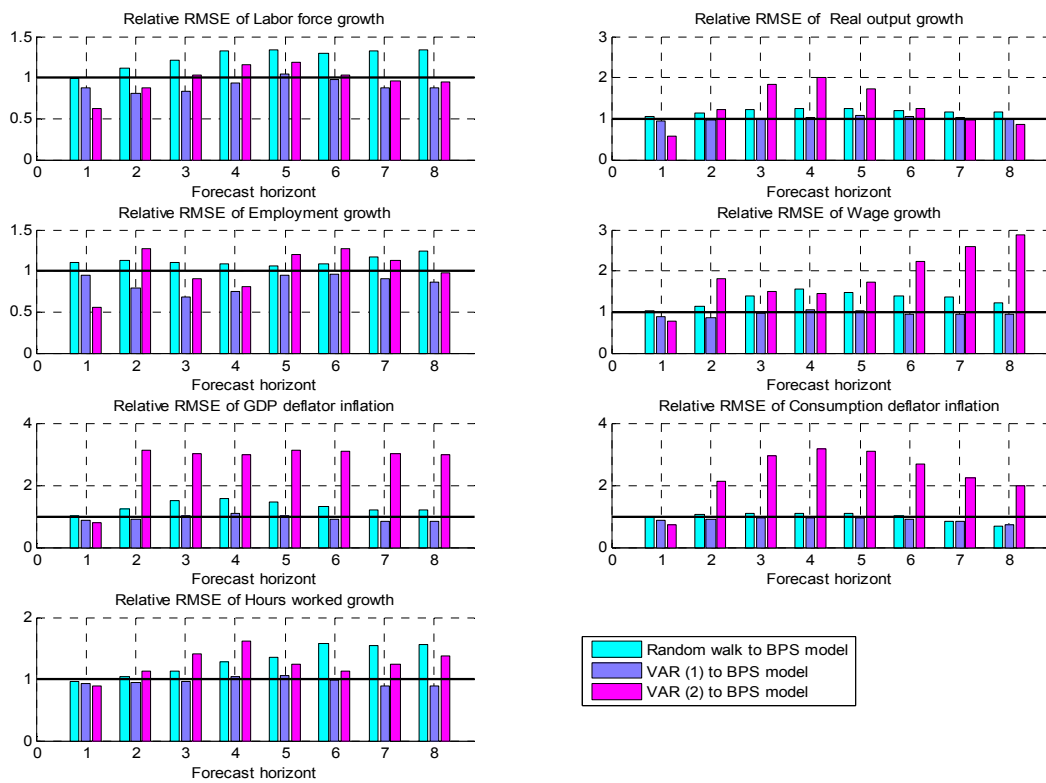 Relative RMSE of Labor force growth
1.5
1
0.5
0
0 1 2 3 4 5 6 7 8
Forecast horizont
Relative RMSE of  Real output growth
3
2
1
0
0 1 2 3 4 5 6 7 8
Forecast horizont
Relative RMSE of Employment growth
1.5
1
0.5
0
0 1 2 3 4 5 6 7 8
Forecast horizont
Relative RMSE of Wage growth
3
2
1
0
0 1 2 3 4 5 6 7 8
Forecast horizont
Relative RMSE of GDP deflator inflation
4
2
0
0 1 2 3 4 5 6 7 8
Forecast horizont
Relative RMSE of Consumption deflator inflation
4
2
0
0 1 2 3 4 5 6 7 8
Forecast horizont
Relative RMSE of Hours worked growth
2
1
0
0 1 2 3 4 5 6 7 8
Forecast horizont
Random walk to BPS model
VAR (1) to BPS model
VAR (2) to BPS model